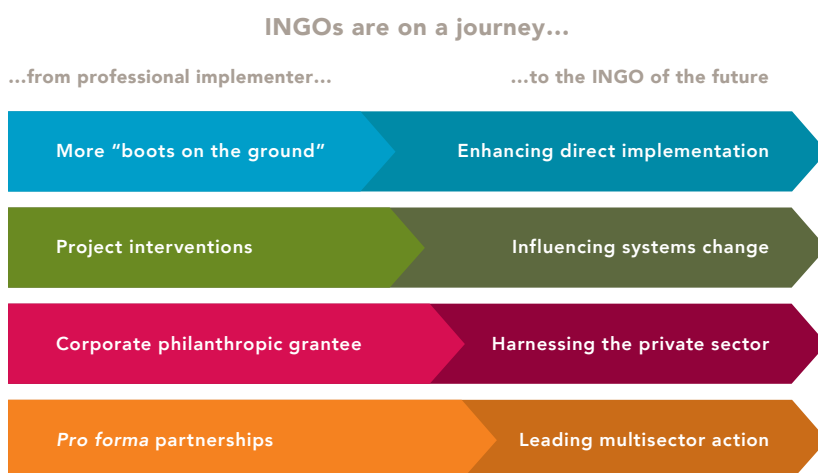 INGOs are on a journey…
…from professional implementer…
…to the INGO of the future
More “boots on the ground”
Enhancing direct implementation
Project interventions
Influencing systems change
Corporate philanthropic grantee
Harnessing the private sector
Pro forma partnerships
Leading multisector action